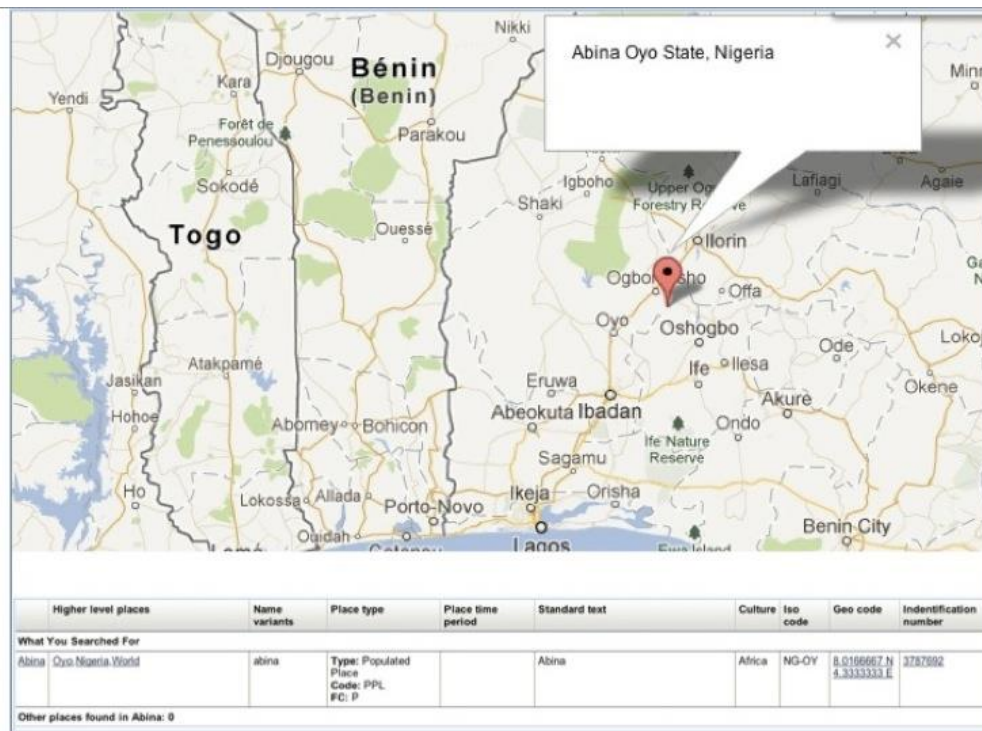 Nikki
Abina Oyo State, Nigeria
×
Djougou
Bénin
(Benin)
Kara
Yendi
Forêt de
Penessoulou
Parakou
Sokodé
Igboho
Upper
Forestry
Lafiagi
Agaie
Shaki
Togo
Ouessé
Ilorin
Offa
Oyo
Oshogbo
Ode
Atakpamé
Jasikan
Ife
Ilesa
Okene
Eruwa
Akure
Hohoe
Abomey
Bohicon
Abeokuta
Ibadan
Ondo
Ife Nature
Reserve
Sagamu
Ho
Lokossa
Allada
Porto-Novo
Ikeja
Orisha
Ouidah
Benin City
Lagos
Higher level places Name variants Place type Place time period Standard text Culture Iso code Geo code Indentification number
What You Searched For
Abina Oyo,Nigeria,World abina Type: Populated Place Abina Africa NG-OY 8.0166667 N 3787692
Code: PPL 4.3333333 E
FC: P
Other places found in Abina: 0